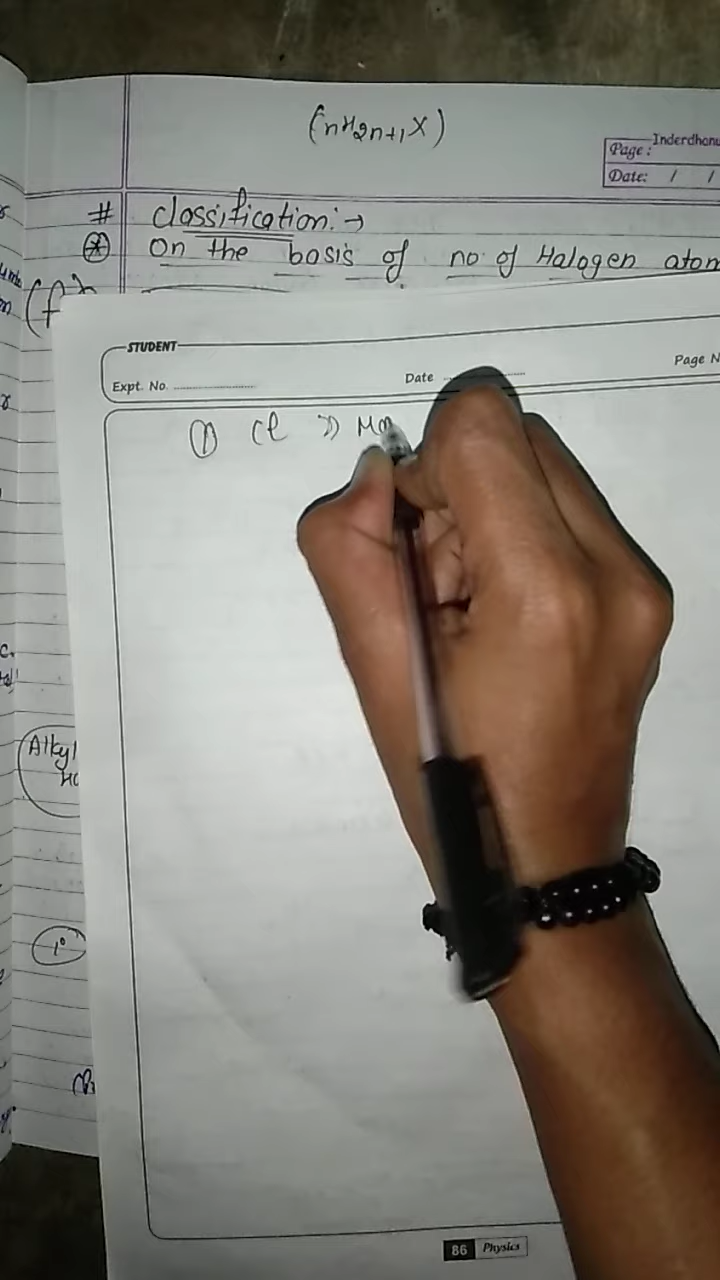 CnH2n+1X)
Inderdhanu
Page :
Date: / /
# classification:→
* on the basis of no. of Halogen atom
STUDENT
Expt. No. ................
Date ................
Page N
① Cl ⇒ Mo
Alkyl
1°
86 Physics